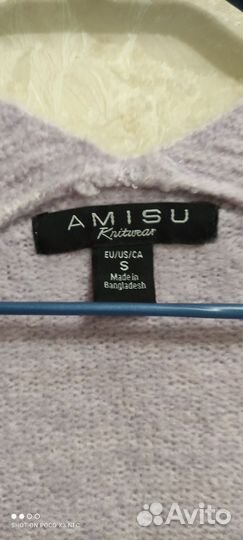 AMISU
Knitwear
EU/US/CA
S
Made in
Bangladesh
SHOT ON POCO X3 NFC
Avito